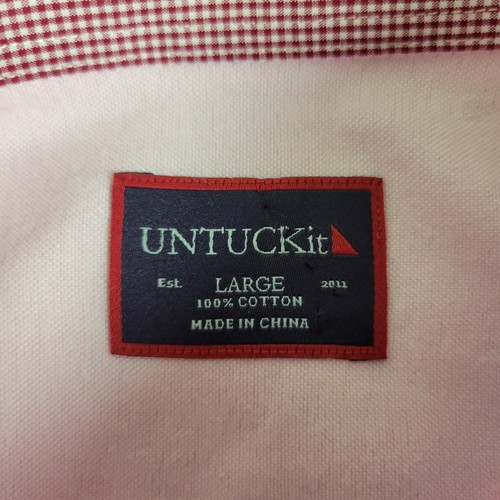 UNTUCKit
Est. LARGE 2011
100% COTTON
MADE IN CHINA